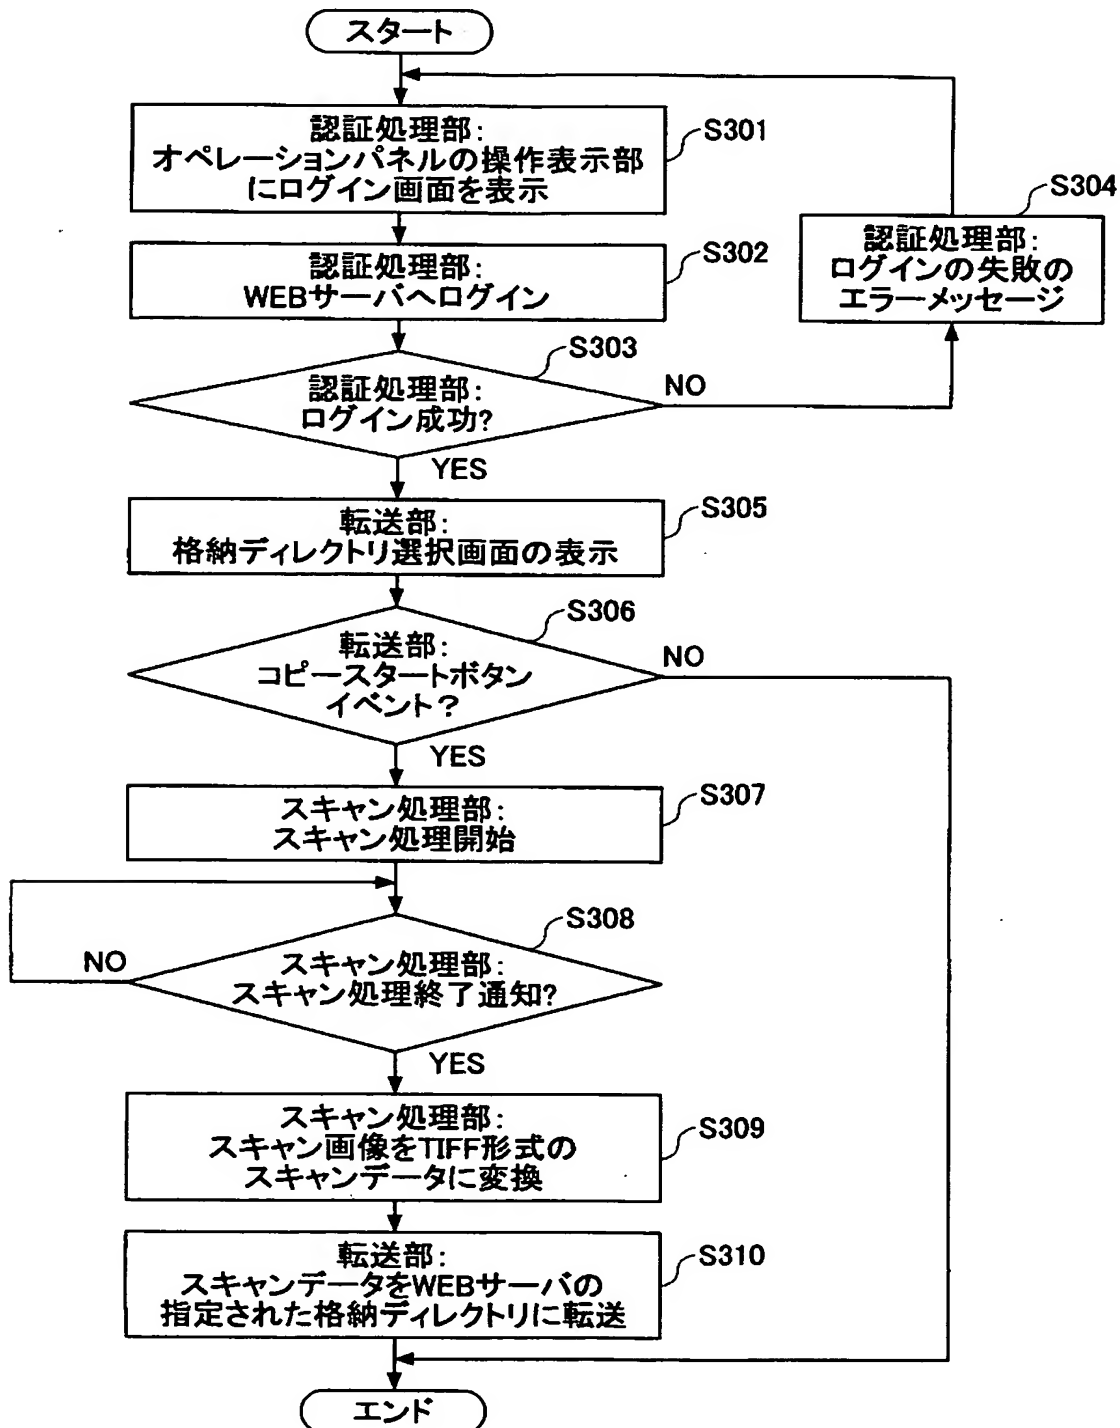 スタート
認証処理部:
オペレーションパネルの操作表示部
にログイン画面を表示
S301
認証処理部:
WEBサーバへログイン
S302
認証処理部:
ログイン成功?
S303
NO
YES
認証処理部:
ログインの失敗の
エラーメッセージ
S304
転送部:
格納ディレクトリ選択画面の表示
S305
転送部:
コピースタートボタン
イベント?
S306
NO
YES
スキャン処理部:
スキャン処理開始
S307
スキャン処理部:
スキャン処理終了通知?
S308
NO
YES
スキャン処理部:
スキャン画像をTIFF形式の
スキャンデータに変換
S309
転送部:
スキャンデータをWEBサーバの
指定された格納ディレクトリに転送
S310
エンド